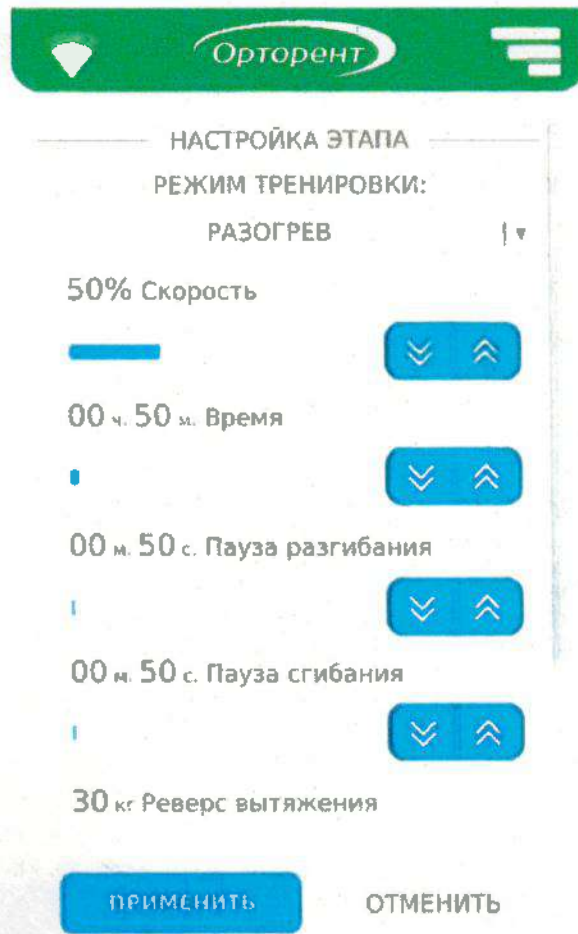 Орторент
НАСТРОЙКА ЭТАПА
РЕЖИМ ТРЕНИРОВКИ:
РАЗОГРЕВ
50% Скорость
00 ч. 50 м. Время
00 м. 50 с. Пауза разгибания
00 м. 50 с. Пауза сгибания
30 кг Реверс вытяжения
ПРИМЕНИТЬ ОТМЕНИТЬ